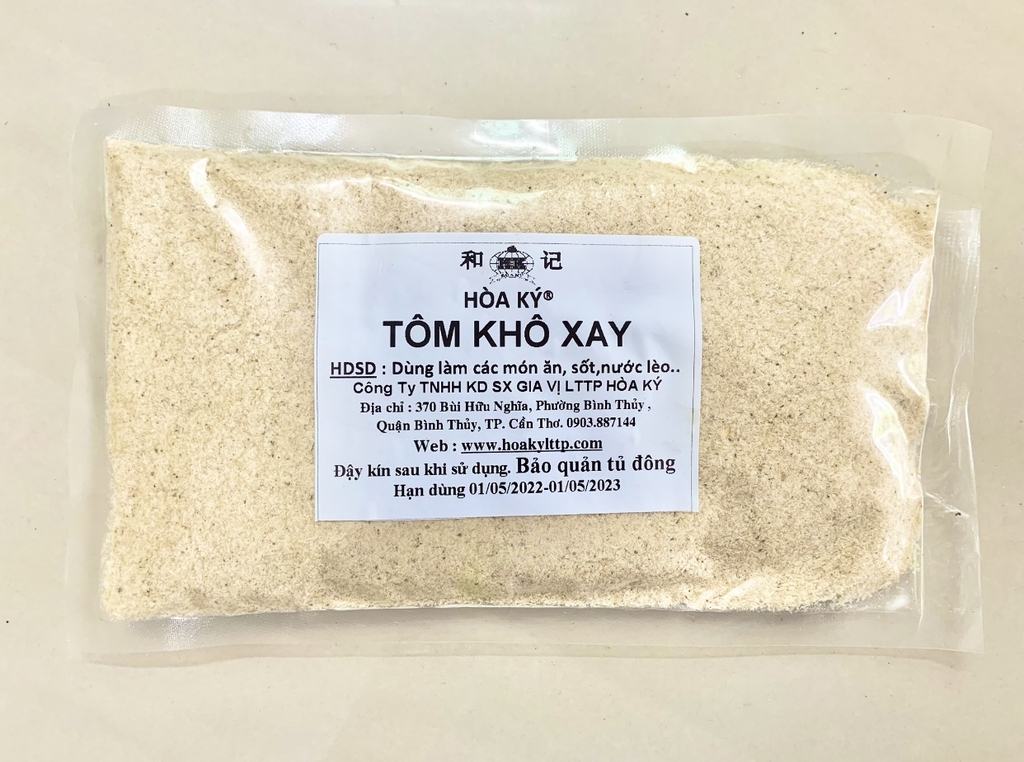 和 HK 记
HÒA KÝ®
TÔM KHÔ XAY
HDSD : Dùng làm các món ăn, sốt,nước lèo..
Công Ty TNHH KD SX GIA VỊ LTTP HÒA KÝ
Địa chỉ : 370 Bùi Hữu Nghĩa, Phường Bình Thủy ,
Quận Bình Thủy, TP. Cần Thơ. 0903.887144
Web : www.hoakylttp.com
Đậy kín sau khi sử dụng. Bảo quản tủ đông
Hạn dùng 01/05/2022-01/05/2023